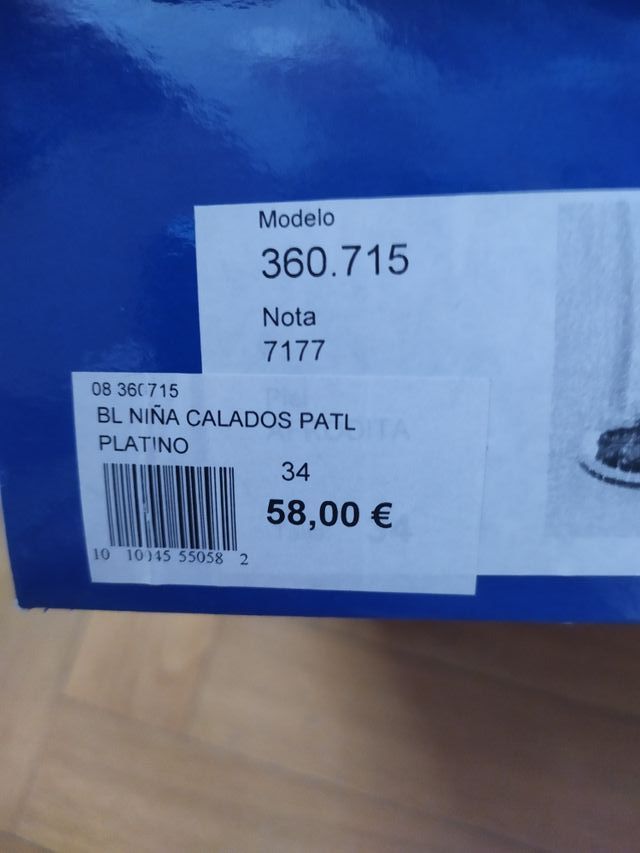 Modelo
360.715
Nota
7177
08 360715
BL NIÑA CALADOS PATL
PLATINO
34
58,00 €
10 10045 55058 2